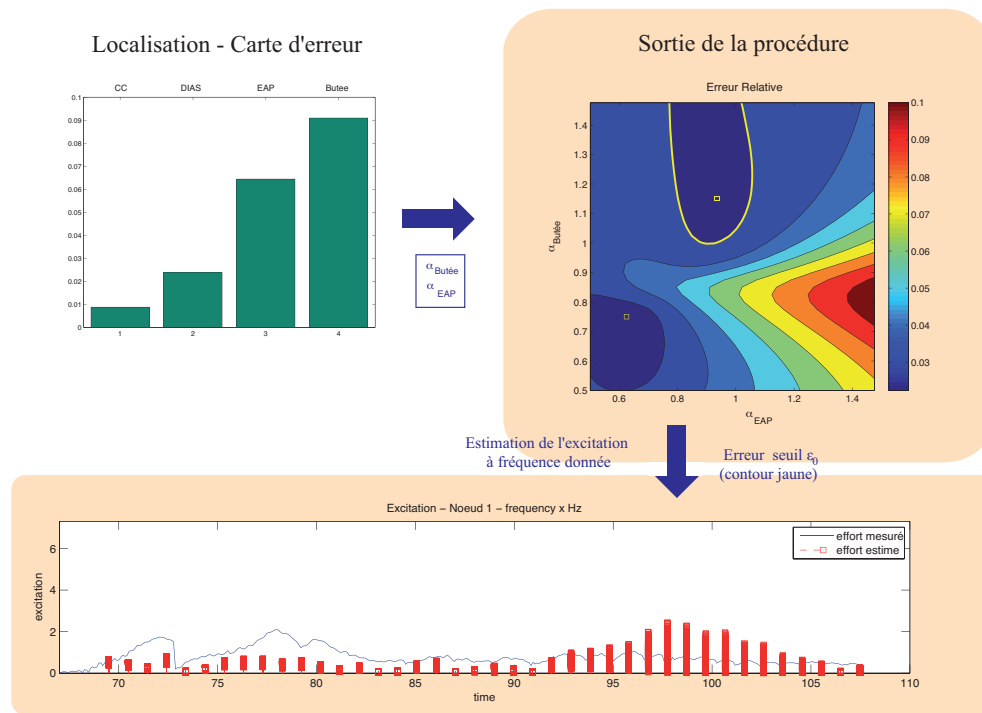 Localisation - Carte d'erreur
CC DIAS EAP Butee
0.1
0.09
0.08
0.07
0.06
0.05
0.04
0.03
0.02
0.01
0
1 2 3 4
α Butée
α EAP
Sortie de la procédure
Erreur Relative
1.4
1.3
1.2
1.1
1
0.9
0.8
0.7
0.6
0.5
α Butée
0.6 0.8 1 1.2 1.4
α EAP
0.1
0.09
0.08
0.07
0.06
0.05
0.04
0.03
Estimation de l'excitation
à fréquence donnée
Erreur seuil ε0
(contour jaune)
Excitation – Noeud 1 – frequency x Hz
effort mesuré
effort estime
6
4
2
0
excitation
70 75 80 85 90 95 100 105 110
time